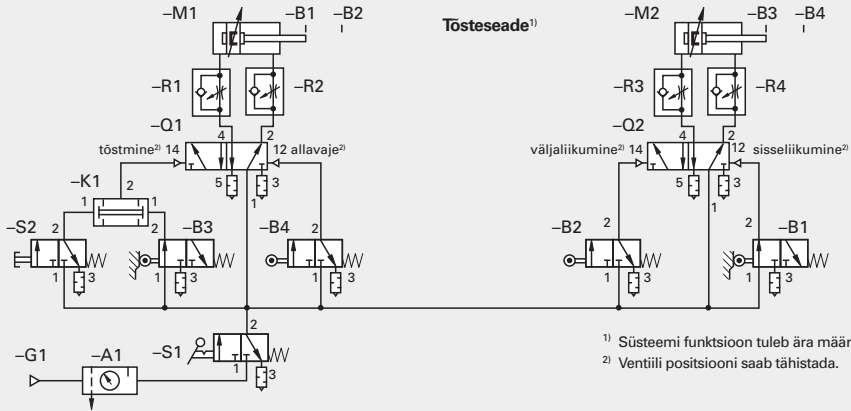 –M1
–B1
–B2
Tõsteseade¹⁾
–M2
–B3
–B4
–R1
–R2
–R3
–R4
–Q1
4
2
–Q2
4
2
tõstmine²⁾ 14
12 allavaje²⁾
väljaliikumine²⁾ 14
12 sisseliikumine²⁾
5
3
1
5
3
1
–K1
2
1
1
–S2
2
2
–B3
2
–B4
–B2
2
2
–B1
1
3
1
3
1
3
1
3
1
3
2
–S1
–G1
–A1
1
3
¹⁾ Süsteemi funktsioon tuleb ära määr
²⁾ Ventiili positsiooni saab tähistada.